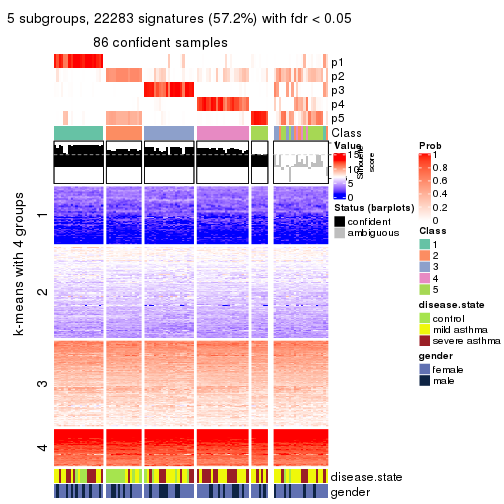 5 subgroups, 22283 signatures (57.2%) with fdr < 0.05
86 confident samples
p1
p2
p3
p4
p5
Class
k-means with 4 groups
1
2
3
4
disease.state
gender
Silhouette
score
Value
15
5
0
Status (barplots)
confident
ambiguous
Prob
1
0.8
0.6
0.4
0.2
0
Class
1
2
3
4
5
disease.state
control
mild asthma
severe asthma
gender
female
male